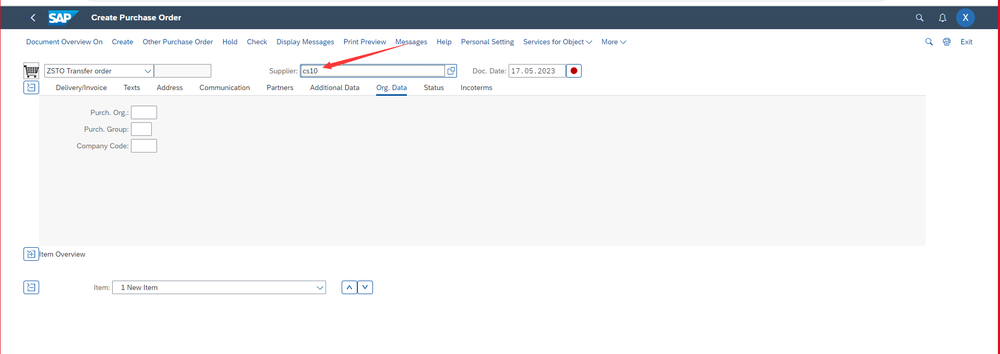 SAP Create Purchase Order X
Document Overview On Create Other Purchase Order Hold Check Display Messages Print Preview Messages Help Personal Setting Services for Object More Exit
ZSTO Transfer order Supplier: cs10 Doc. Date: 17.05.2023
Delivery/Invoice Texts Address Communication Partners Additional Data Org. Data Status Incoterms
Purch. Org.:
Purch. Group:
Company Code:
Item Overview
Item: 1 New Item